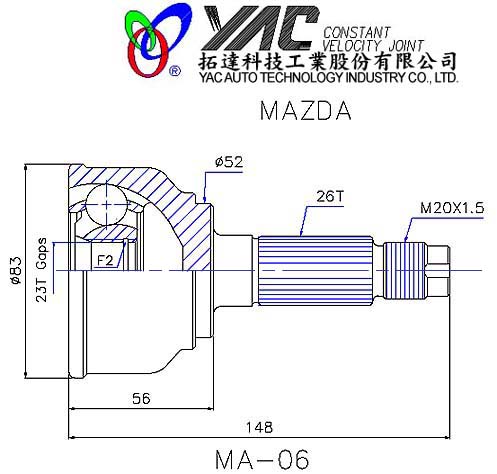 YAC CONSTANT
VELOCITY JOINT
®
拓達科技工業股份有限公司
YAC AUTO TECHNOLOGY INDUSTRY CO., LTD.
MAZDA
ø52
26T
M20X1.5
F2
23T Gaps
ø83
56
148
MA-06